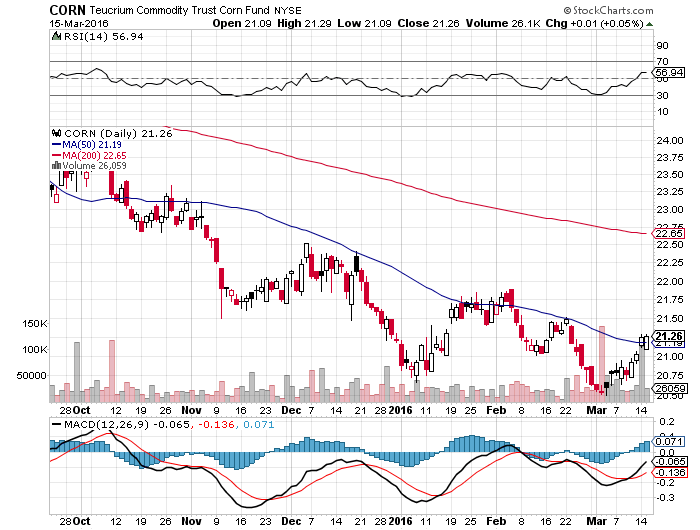 CORN Teucrium Commodity Trust Corn Fund NYSE © StockCharts.com
15-Mar-2016 Open 21.09 High 21.29 Low 21.09 Close 21.26 Volume 26.1K Chg +0.01 (+0.05%)
RSI(14) 56.94
90
70
56.94
50
30
10
CORN (Daily) 21.26
MA(50) 21.19
MA(200) 22.65
Volume 26,059
24.00
23.75
23.50
23.25
23.00
22.75
22.65
22.50
22.25
22.00
21.75
21.50
21.26
21.19
21.00
20.75
26059
20.50
150K
100K
50000
28 Oct 12 19 26 Nov 9 16 23 Dec 7 14 21 28 2016 11 19 25 Feb 8 16 22 Mar 7 14
MACD(12,26,9) -0.065, -0.136, 0.071
0.2
0.1
0.071
0.0
-0.065
-0.136
-0.2
-0.3
28 Oct 12 19 26 Nov 9 16 23 Dec 7 14 21 28 2016 11 19 25 Feb 8 16 22 Mar 7 14